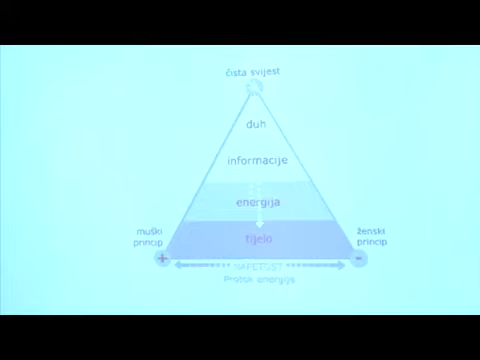 čista svijest
duh
informacije
energija
tijelo
muški
princip
ženski
princip
+
-
NAPETOST
Protok energije